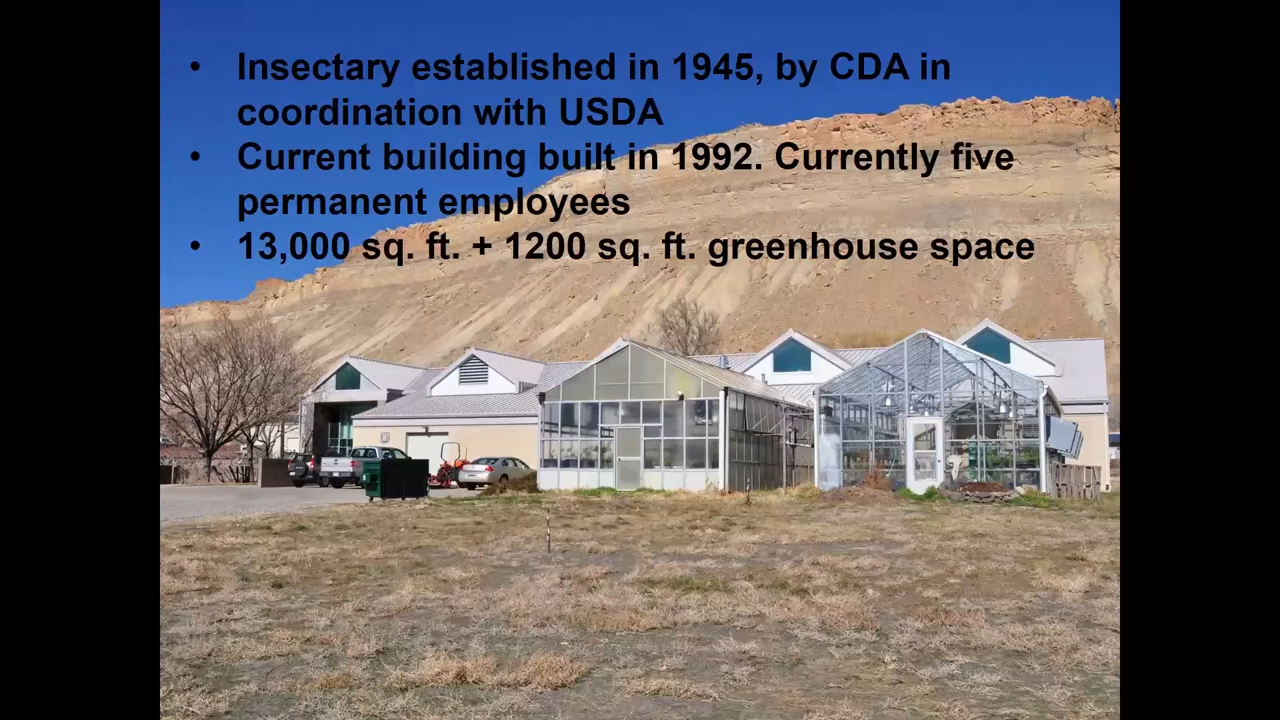 • Insectary established in 1945, by CDA in
coordination with USDA
• Current building built in 1992. Currently five
permanent employees
• 13,000 sq. ft. + 1200 sq. ft. greenhouse space